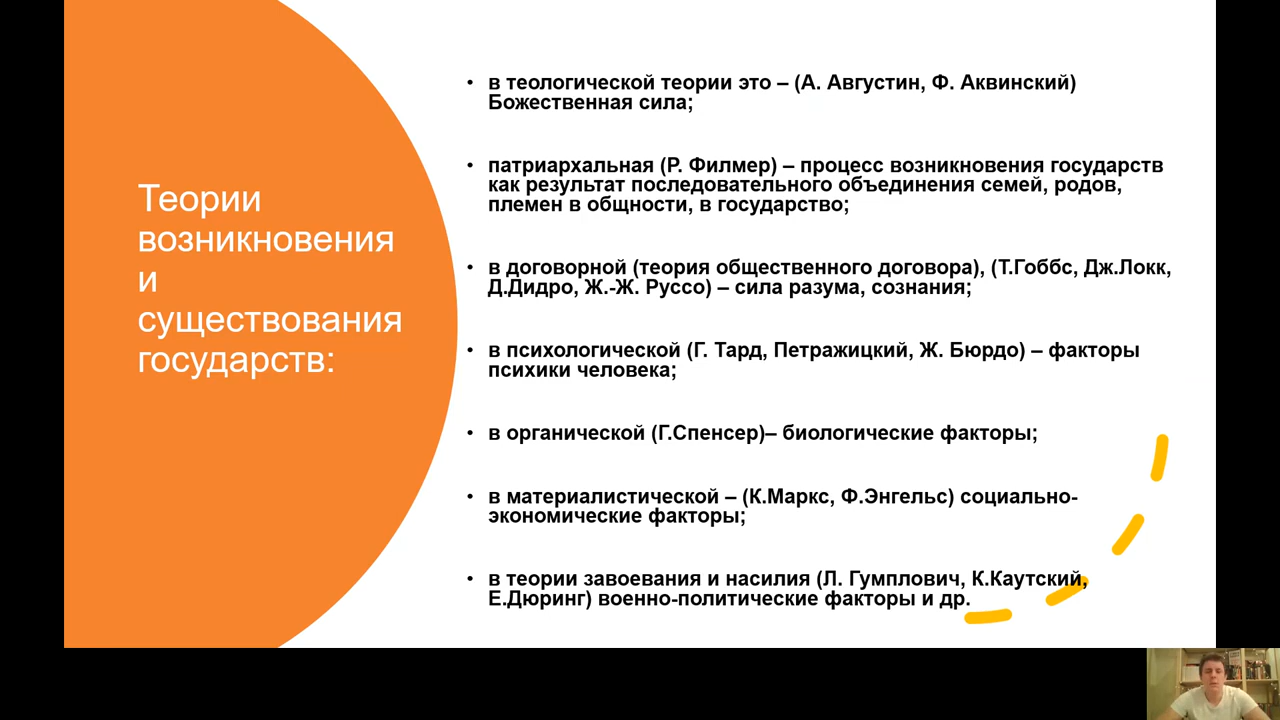 Теории
возникновения
и
существования
государств:
• в теологической теории это – (А. Августин, Ф. Аквинский)
Божественная сила;
• патриархальная (Р. Филмер) – процесс возникновения государств
как результат последовательного объединения семей, родов,
племен в общности, в государство;
• в договорной (теория общественного договора), (Т.Гоббс, Дж.Локк,
Д.Дидро, Ж.-Ж. Руссо) – сила разума, сознания;
• в психологической (Г. Тард, Петражицкий, Ж. Бюрдо) – факторы
психики человека;
• в органической (Г.Спенсер)– биологические факторы;
• в материалистической – (К.Маркс, Ф.Энгельс) социально-
экономические факторы;
• в теории завоевания и насилия (Л. Гумплович, К.Каутский,
Е.Дюринг) военно-политические факторы и др.